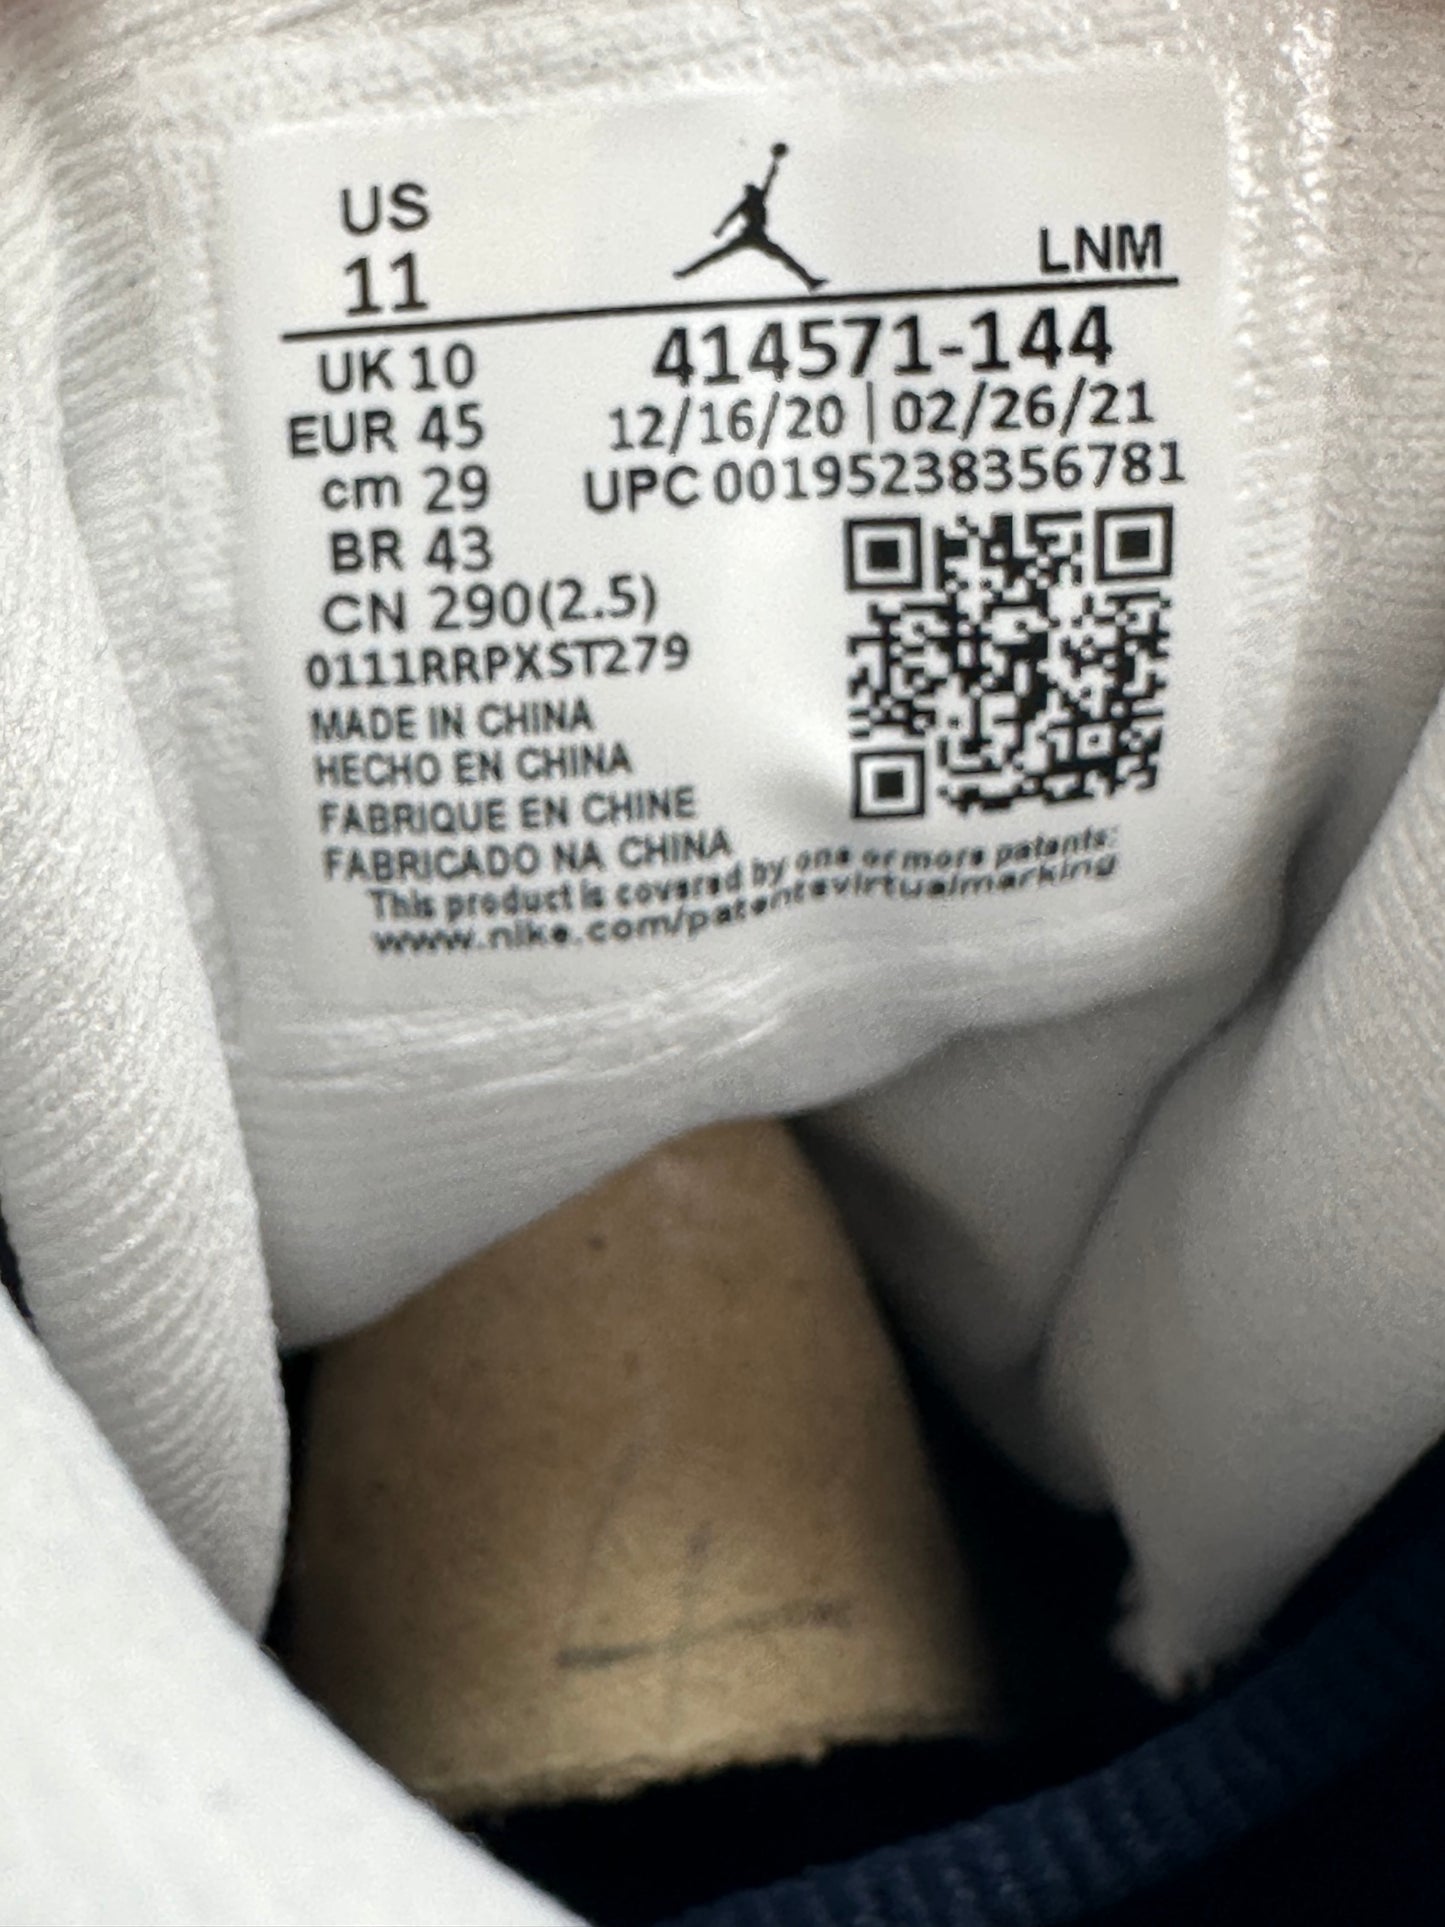 US
11
LNM
UK 10
414571-144
EUR 45
12/16/20 | 02/26/21
cm 29
UPC 00195238356781
BR 43
CN 290(2.5)
0111RRPXST279
MADE IN CHINA
HECHO EN CHINA
FABRIQUE EN CHINE
FABRICADO NA CHINA
This product is covered by one or more patents:
www.nike.com/patentsvirtualmarking